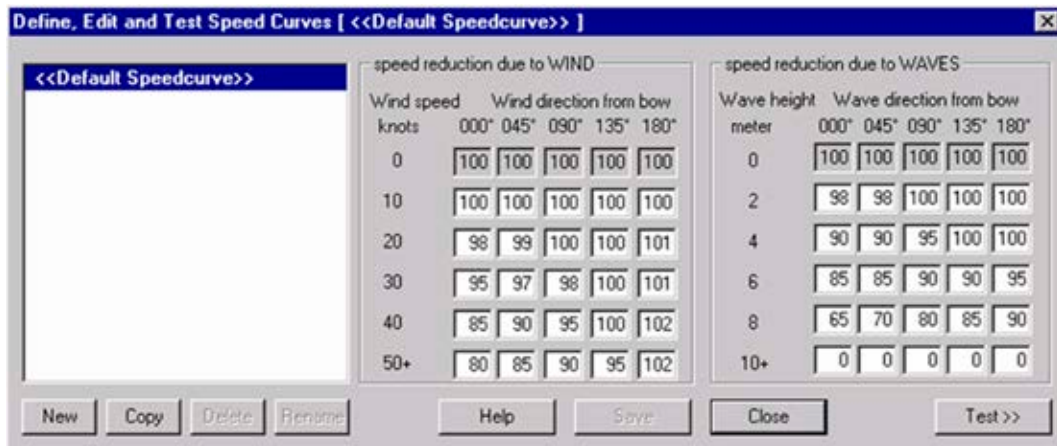 Define, Edit and Test Speed Curves [ <<Default Speedcurve>> ]
<<Default Speedcurve>>
speed reduction due to WIND
Wind speed Wind direction from bow
knots 000° 045° 090° 135° 180°
0 100 100 100 100 100
10 100 100 100 100 100
20 98 99 100 100 101
30 95 97 98 100 101
40 85 90 95 100 102
50+ 80 85 90 95 102
speed reduction due to WAVES
Wave height Wave direction from bow
meter 000° 045° 090° 135° 180°
0 100 100 100 100 100
2 98 98 100 100 100
4 90 90 95 100 100
6 85 85 90 90 95
8 65 70 80 85 90
10+ 0 0 0 0 0
New Copy Delete Rename Help Save Close Test >>